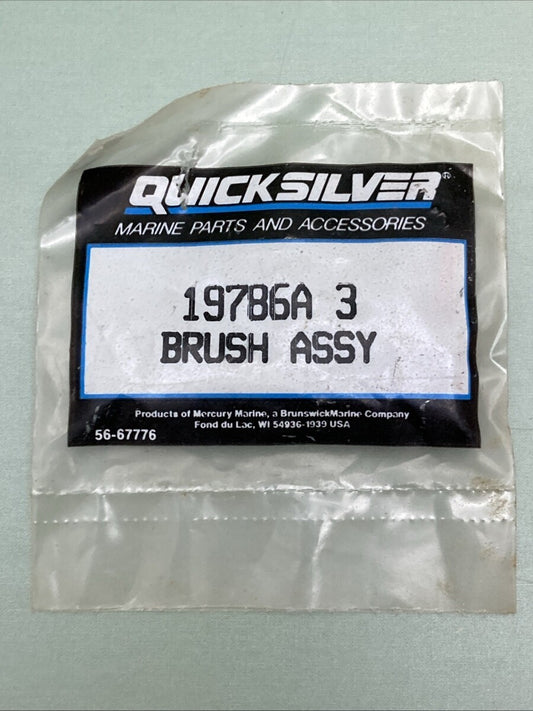 QUICKSILVER®
MARINE PARTS AND ACCESSORIES
19786A 3
BRUSH ASSY
Products of Mercury Marine, a BrunswickMarine Company
Fond du Lac, WI 54936-1939 USA
56-67776